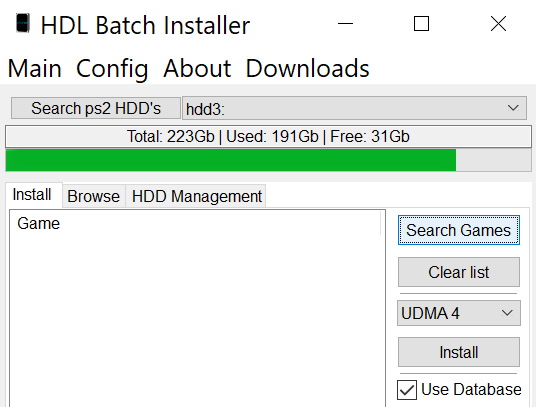 HDL Batch Installer
Main Config About Downloads
Search ps2 HDD's hdd3:
Total: 223Gb | Used: 191Gb | Free: 31Gb
Install Browse HDD Management
Game
Search Games
Clear list
UDMA 4
Install
Use Database